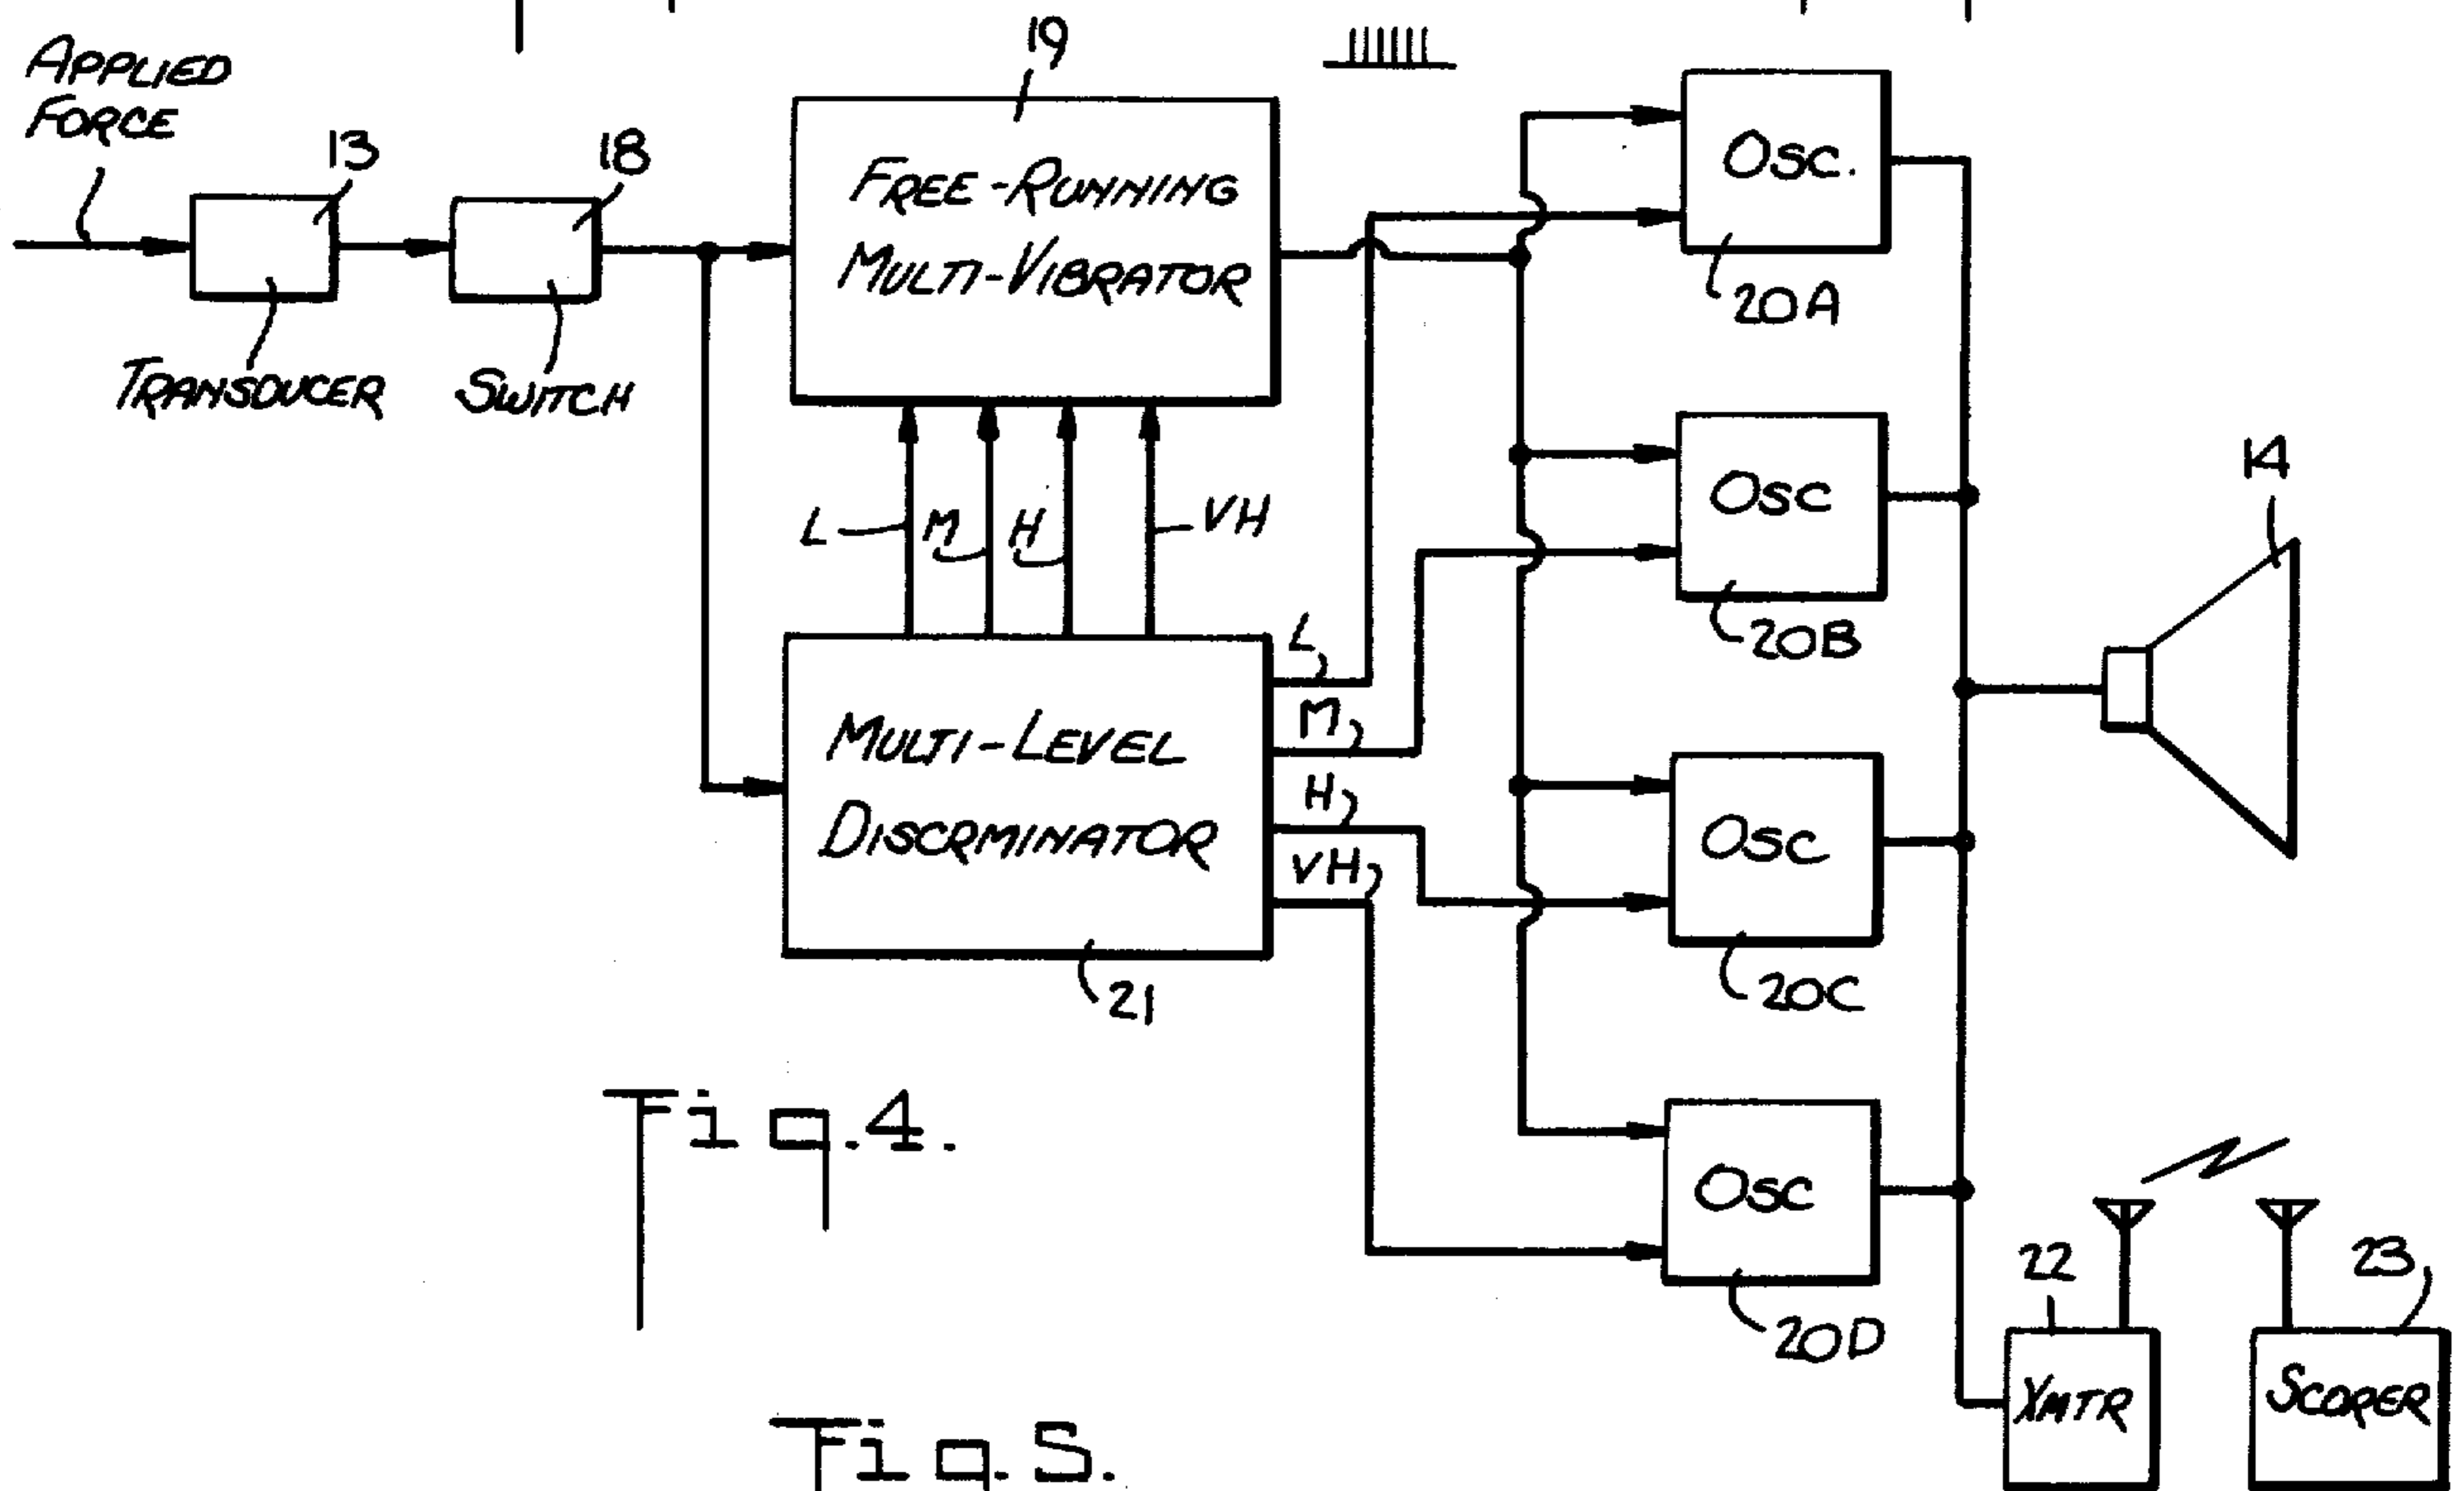 APPLIED
FORCE
13
18
19
TRANSDUCER
SWITCH
FREE-RUNNING
MULTI-VIBRATOR
OSC.
20A
L
M
H
VH
OSC
20B
14
MULTI-LEVEL
DISCRMINATOR
L
M
H
VH
21
OSC
20C
OSC
20D
22
23
XMTR
SCORER
Fig.4.
Fig.5.